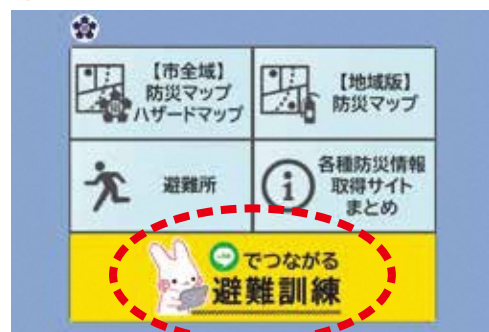 【市全域】
防災マップ
ハザードマップ
【地域版】
防災マップ
避難所
各種防災情報
取得サイト
まとめ
でつながる
避難訓練